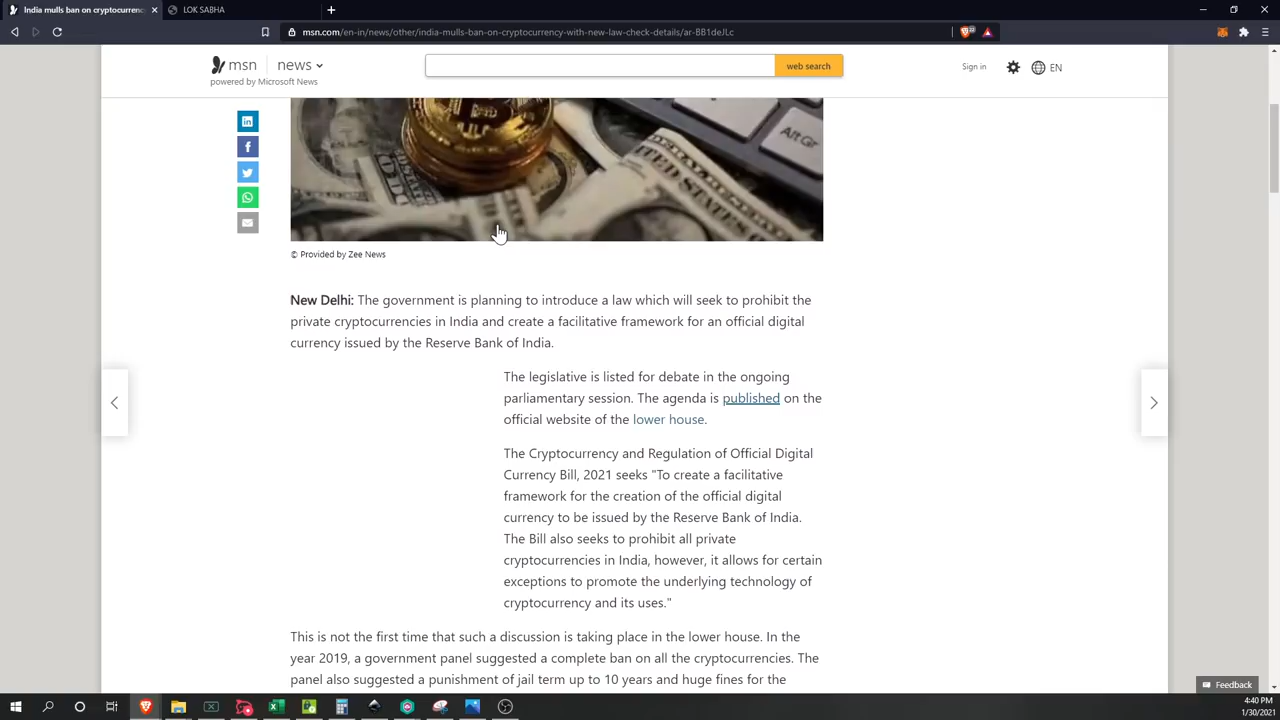 India mulls ban on cryptocurrency
LOK SABHA
msn.com/en-in/news/other/india-mulls-ban-on-cryptocurrency-with-new-law-check-details/ar-BB1deJLc
msn
news
powered by Microsoft News
web search
Sign in
EN
Alt Gr
© Provided by Zee News
New Delhi: The government is planning to introduce a law which will seek to prohibit the
private cryptocurrencies in India and create a facilitative framework for an official digital
currency issued by the Reserve Bank of India.
The legislative is listed for debate in the ongoing
parliamentary session. The agenda is published on the
official website of the lower house.
The Cryptocurrency and Regulation of Official Digital
Currency Bill, 2021 seeks "To create a facilitative
framework for the creation of the official digital
currency to be issued by the Reserve Bank of India.
The Bill also seeks to prohibit all private
cryptocurrencies in India, however, it allows for certain
exceptions to promote the underlying technology of
cryptocurrency and its uses."
This is not the first time that such a discussion is taking place in the lower house. In the
year 2019, a government panel suggested a complete ban on all the cryptocurrencies. The
panel also suggested a punishment of jail term up to 10 years and huge fines for the
Feedback
4:40 PM
1/30/2021